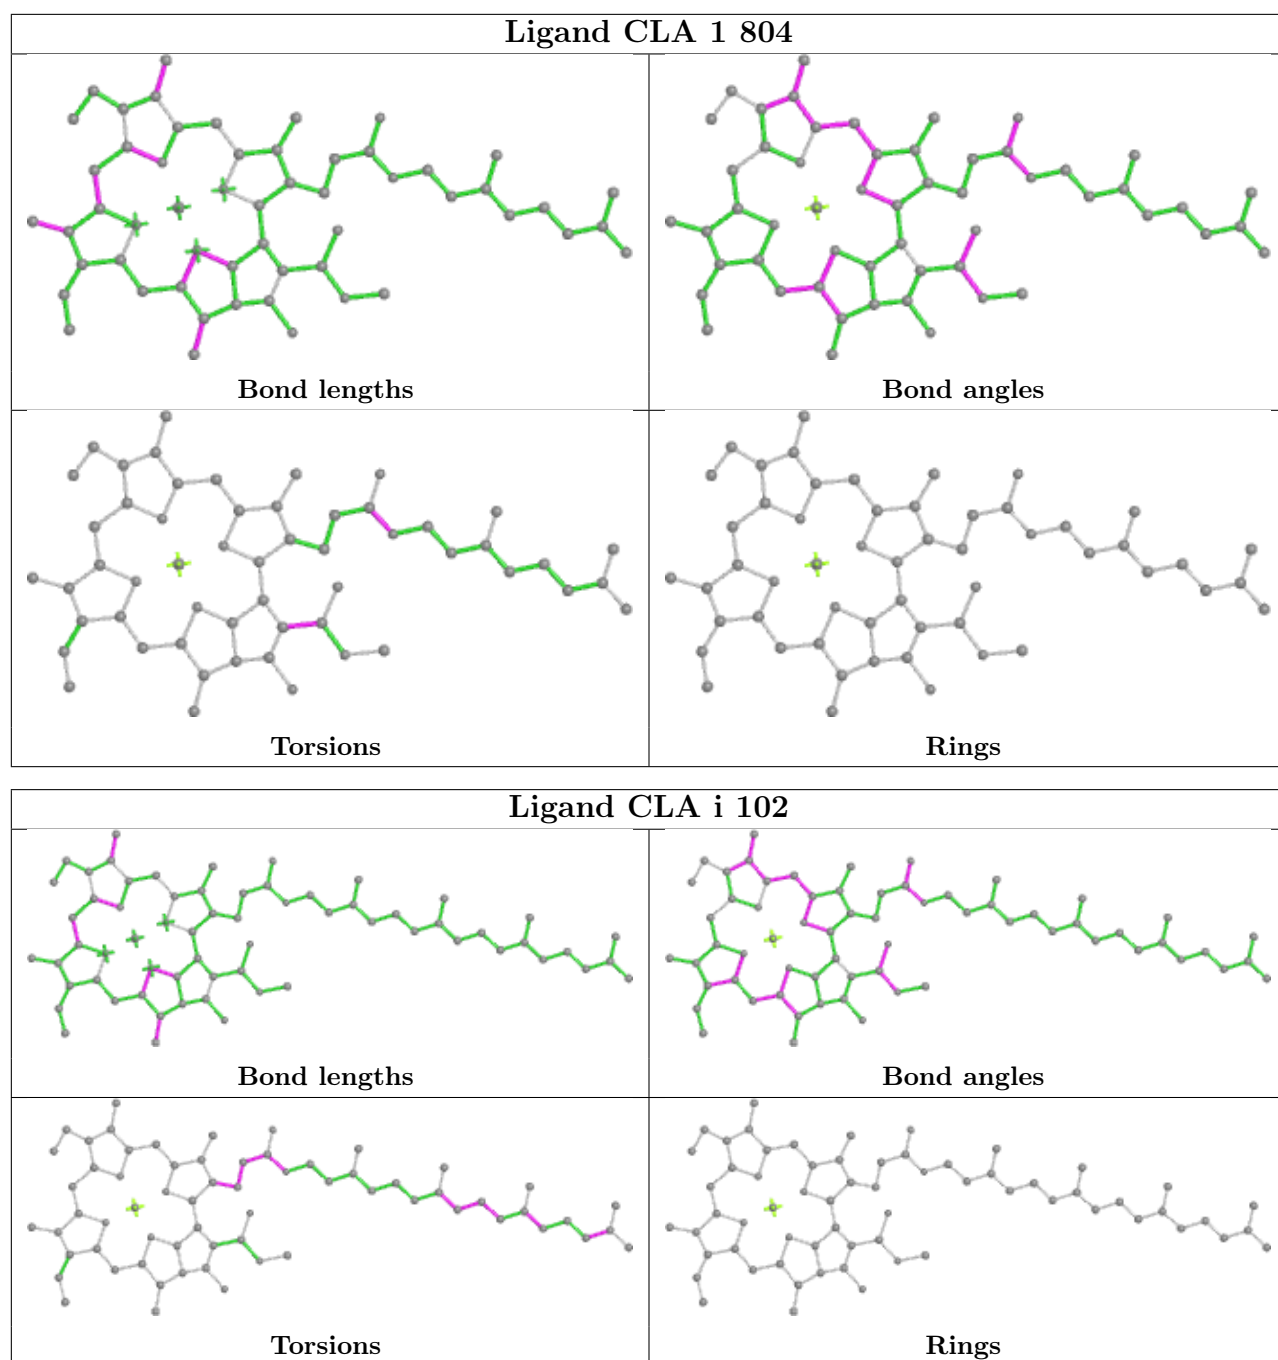 Ligand CLA 1 804
Bond lengths
Bond angles
Torsions
Rings
Ligand CLA i 102
Bond lengths
Bond angles
Torsions
Rings